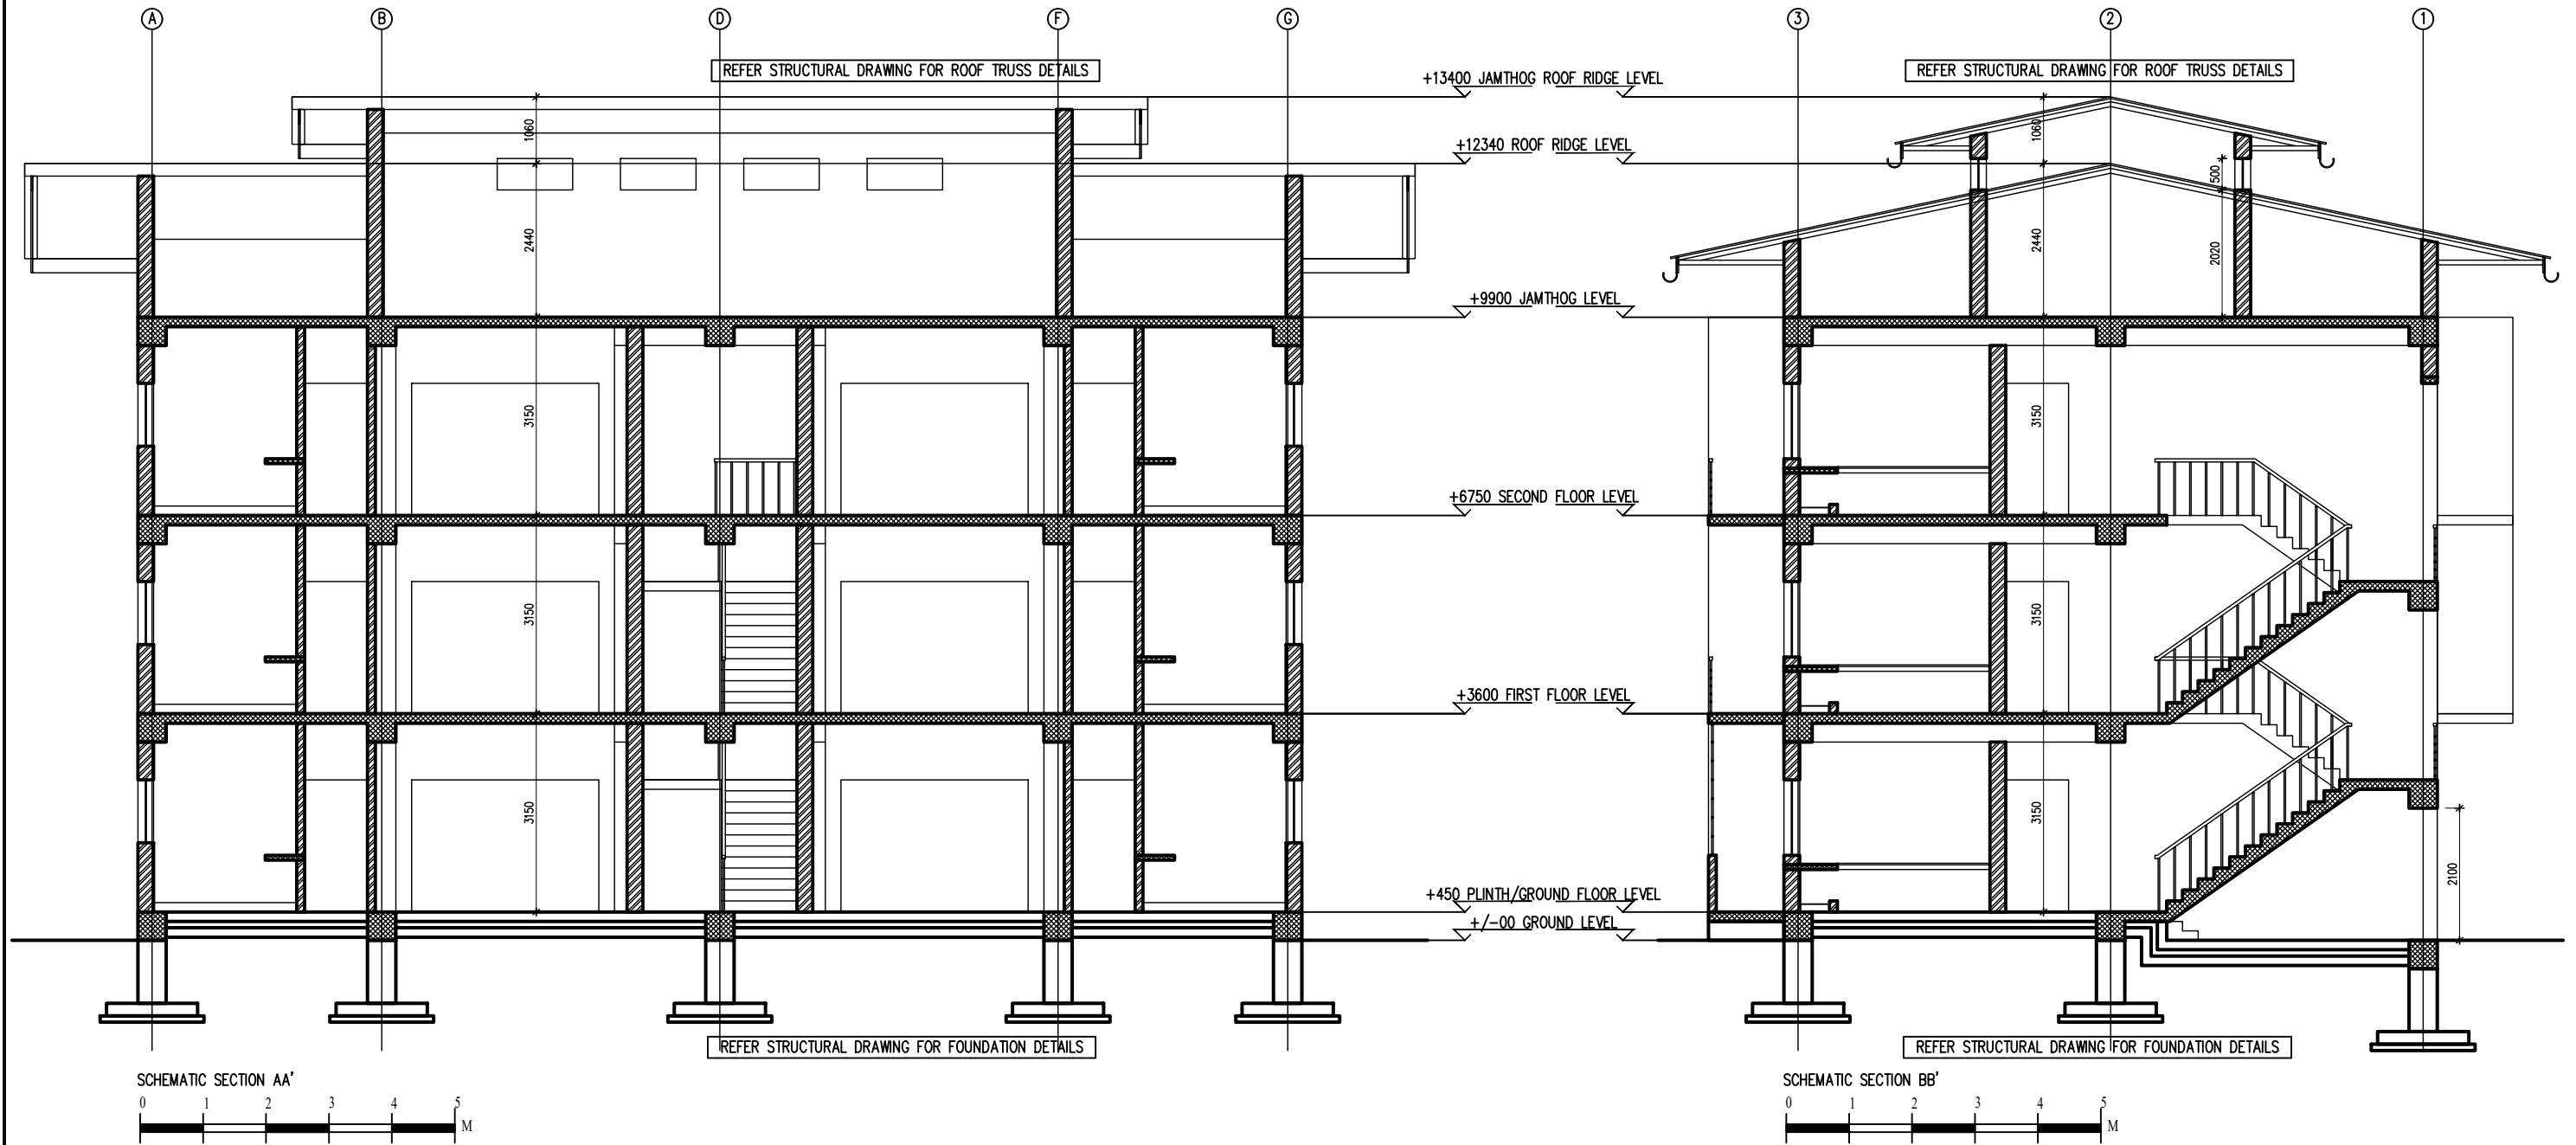 A B D F G 3 2 1
REFER STRUCTURAL DRAWING FOR ROOF TRUSS DETAILS
REFER STRUCTURAL DRAWING FOR ROOF TRUSS DETAILS
+13400 JAMTHOG ROOF RIDGE LEVEL
1060
1060
+12340 ROOF RIDGE LEVEL
500
2440
2440
2020
+9900 JAMTHOG LEVEL
3150
3150
+6750 SECOND FLOOR LEVEL
3150
3150
+3600 FIRST FLOOR LEVEL
3150
3150
2100
+450 PLINTH/GROUND FLOOR LEVEL
+/-00 GROUND LEVEL
REFER STRUCTURAL DRAWING FOR FOUNDATION DETAILS
REFER STRUCTURAL DRAWING FOR FOUNDATION DETAILS
SCHEMATIC SECTION AA'
0 1 2 3 4 5
M
SCHEMATIC SECTION BB'
0 1 2 3 4 5
M